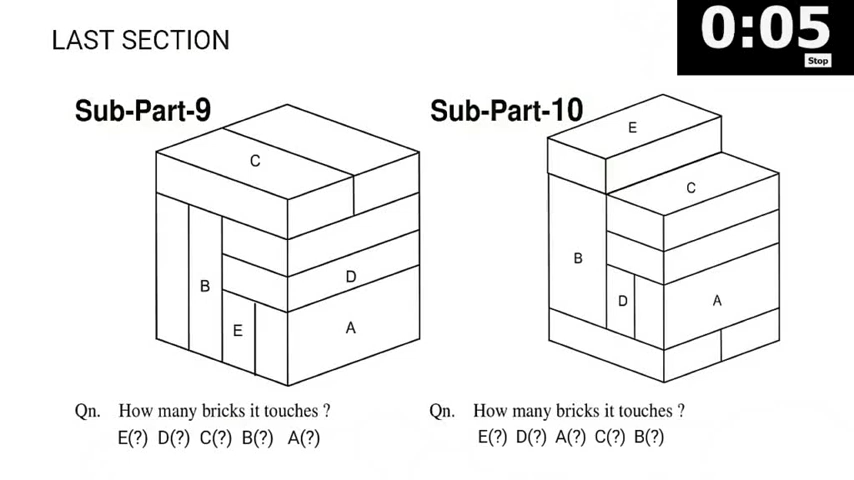 LAST SECTION
0:05
Stop
Sub-Part-9
C
B
D
E
A
Qn. How many bricks it touches ?
E(?) D(?) C(?) B(?) A(?)
Sub-Part-10
E
C
B
D
A
Qn. How many bricks it touches ?
E(?) D(?) A(?) C(?) B(?)